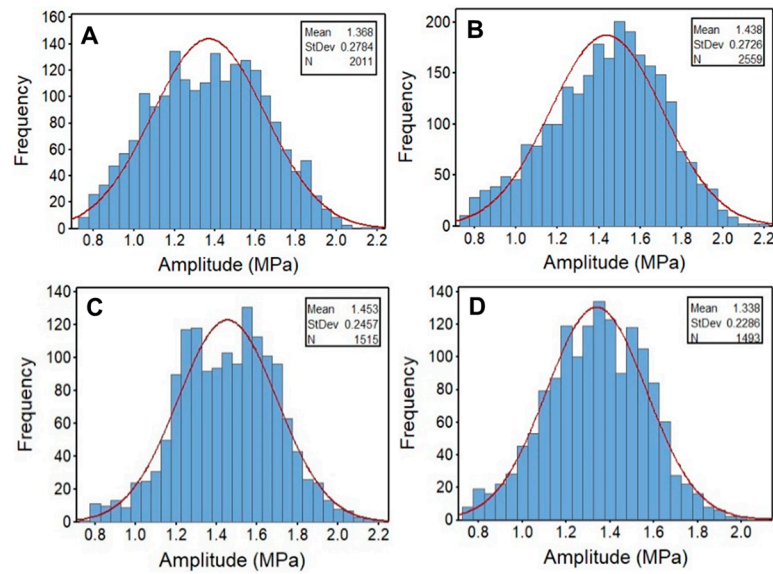 A
Mean 1.368
StDev 0.2784
N 2011
160
140
120
100
80
60
40
20
0
Frequency
0.8 1.0 1.2 1.4 1.6 1.8 2.0 2.2
Amplitude (MPa)
B
Mean 1.438
StDev 0.2726
N 2559
200
150
100
50
0
Frequency
0.8 1.0 1.2 1.4 1.6 1.8 2.0 2.2
Amplitude (MPa)
C
Mean 1.453
StDev 0.2457
N 1515
140
120
100
80
60
40
20
0
Frequency
0.8 1.0 1.2 1.4 1.6 1.8 2.0 2.2
Amplitude (MPa)
D
Mean 1.338
StDev 0.2286
N 1493
140
120
100
80
60
40
20
0
Frequency
0.8 1.0 1.2 1.4 1.6 1.8 2.0
Amplitude (MPa)